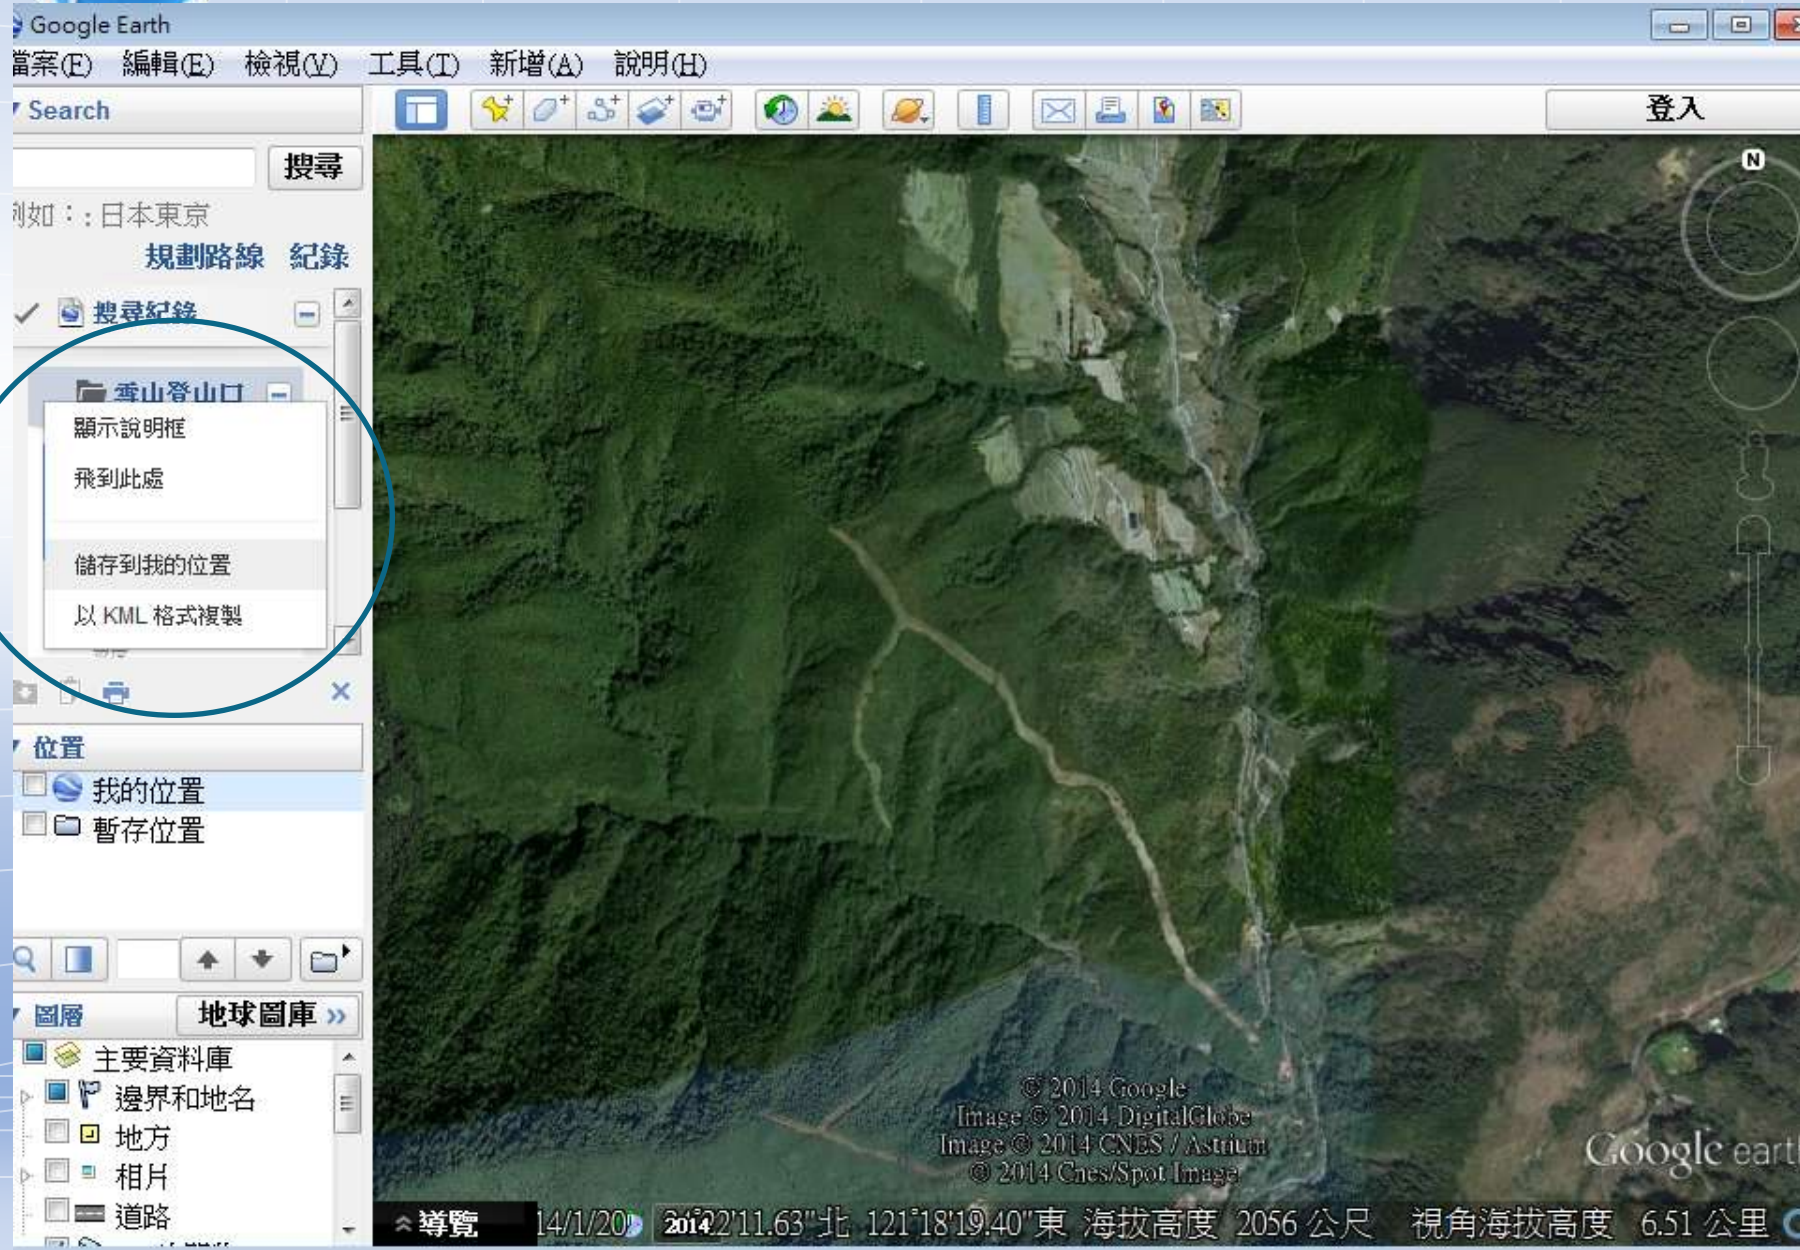 Google Earth
檔案(F) 編輯(E) 檢視(V) 工具(T) 新增(A) 說明(H)
Search
登入
搜尋
例如：: 日本東京
規劃路線 紀錄
搜尋紀錄
雪山登山口
顯示說明框
飛到此處
儲存到我的位置
以 KML 格式複製
位置
我的位置
暫存位置
圖層
地球圖庫 »
主要資料庫
邊界和地名
地方
相片
道路
N
© 2014 Google
Image © 2014 DigitalGlobe
Image © 2014 CNES / Astrium
© 2014 Cnes/Spot Image
Google earth
導覽 14/1/20 2014 22'11.63"北 121°18'19.40"東 海拔高度 2056 公尺 視角海拔高度 6.51 公里